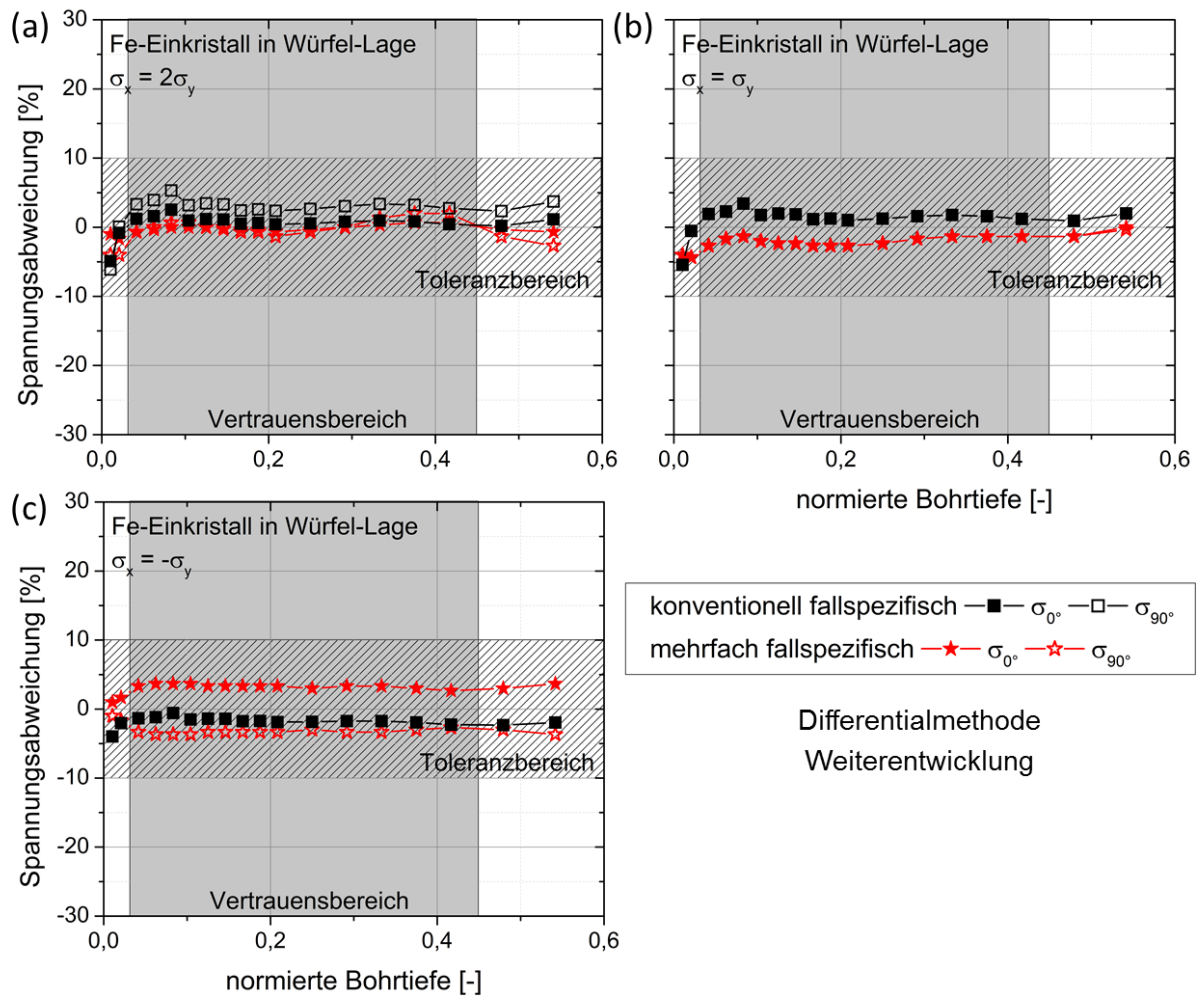 (a)
Fe-Einkristall in Würfel-Lage
σx = 2σy
Spannungsabweichung [%]
30
20
10
0
-10
-20
-30
Toleranzbereich
Vertrauensbereich
0,0
0,2
0,4
0,6
(b)
Fe-Einkristall in Würfel-Lage
σx = σy
Toleranzbereich
Vertrauensbereich
0,0
0,2
0,4
0,6
normierte Bohrtiefe [-]
(c)
Fe-Einkristall in Würfel-Lage
σx = -σy
Spannungsabweichung [%]
30
20
10
0
-10
-20
-30
Toleranzbereich
Vertrauensbereich
0,0
0,2
0,4
0,6
normierte Bohrtiefe [-]
konventionell fallspezifisch σ0° σ90°
mehrfach fallspezifisch σ0° σ90°
Differentialmethode
Weiterentwicklung